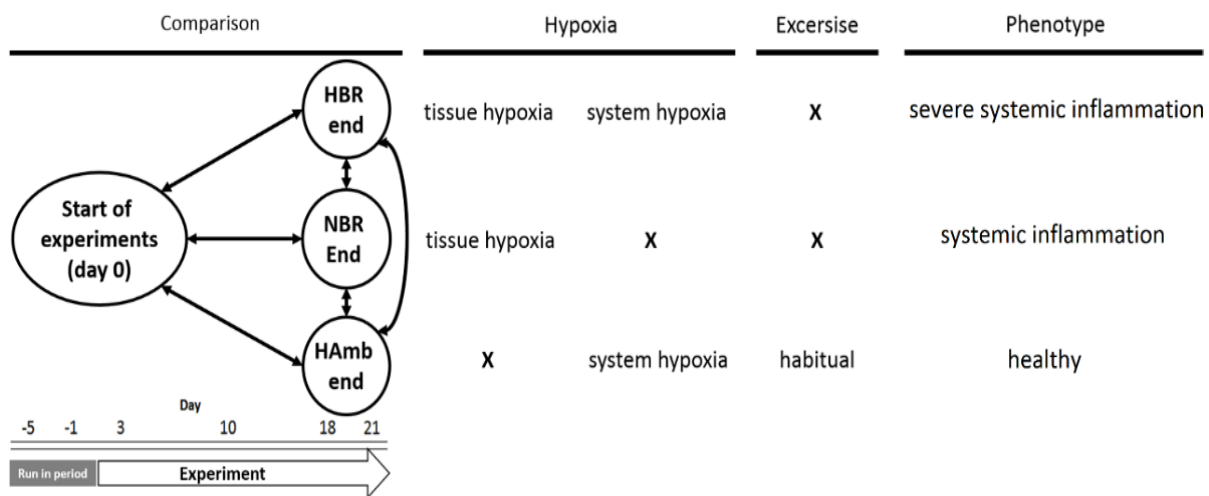 Comparison Hypoxia Excersise Phenotype
HBR
end
tissue hypoxia system hypoxia X severe systemic inflammation
Start of
experiments
(day 0)
NBR
End
tissue hypoxia X X systemic inflammation
HAmb
end
X system hypoxia habitual healthy
Day
-5 -1 3 10 18 21
Run in period Experiment